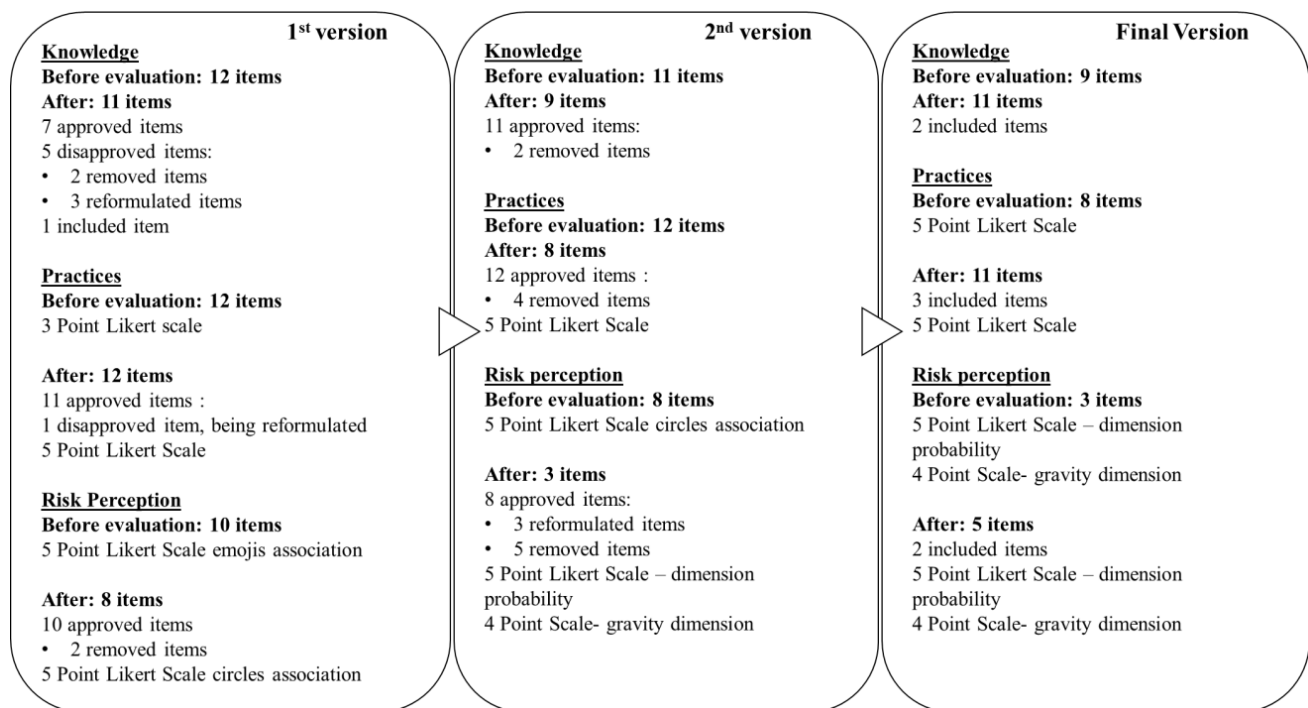 1st version
Knowledge
Before evaluation: 12 items
After: 11 items
7 approved items
5 disapproved items:
• 2 removed items
• 3 reformulated items
1 included item
Practices
Before evaluation: 12 items
3 Point Likert scale
After: 12 items
11 approved items :
1 disapproved item, being reformulated
5 Point Likert Scale
Risk Perception
Before evaluation: 10 items
5 Point Likert Scale emojis association
After: 8 items
10 approved items
• 2 removed items
5 Point Likert Scale circles association
2nd version
Knowledge
Before evaluation: 11 items
After: 9 items
11 approved items:
• 2 removed items
Practices
Before evaluation: 12 items
After: 8 items
12 approved items :
• 4 removed items
5 Point Likert Scale
Risk perception
Before evaluation: 8 items
5 Point Likert Scale circles association
After: 3 items
8 approved items:
• 3 reformulated items
• 5 removed items
5 Point Likert Scale – dimension
probability
4 Point Scale- gravity dimension
Final Version
Knowledge
Before evaluation: 9 items
After: 11 items
2 included items
Practices
Before evaluation: 8 items
5 Point Likert Scale
After: 11 items
3 included items
5 Point Likert Scale
Risk perception
Before evaluation: 3 items
5 Point Likert Scale – dimension
probability
4 Point Scale- gravity dimension
After: 5 items
2 included items
5 Point Likert Scale – dimension
probability
4 Point Scale- gravity dimension